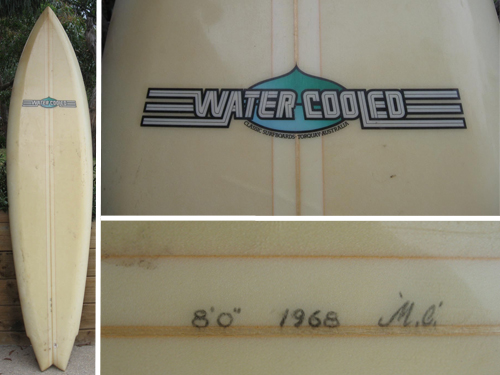 WATER COOLED
CLASSIC SURFBOARDS·TORQUAY·AUSTRALIA
8'0" 1968 'M.C.'